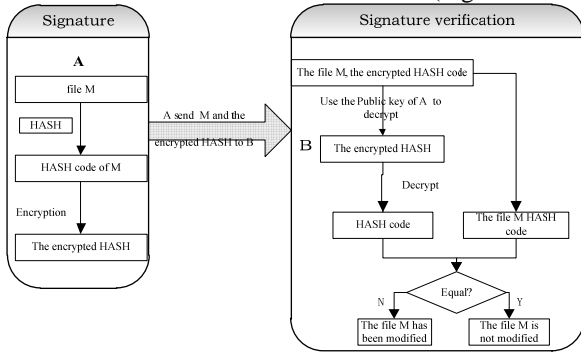 Signature
A
file M
HASH
HASH code of M
Encryption
The encrypted HASH
A send M and the
encrypted HASH to B
Signature verification
The file M, the encrypted HASH code
Use the Public key of A to
decrypt
B
The encrypted HASH
Decrypt
HASH code
The file M HASH
code
Equal?
N
Y
The file M has
been modified
The file M is
not modified